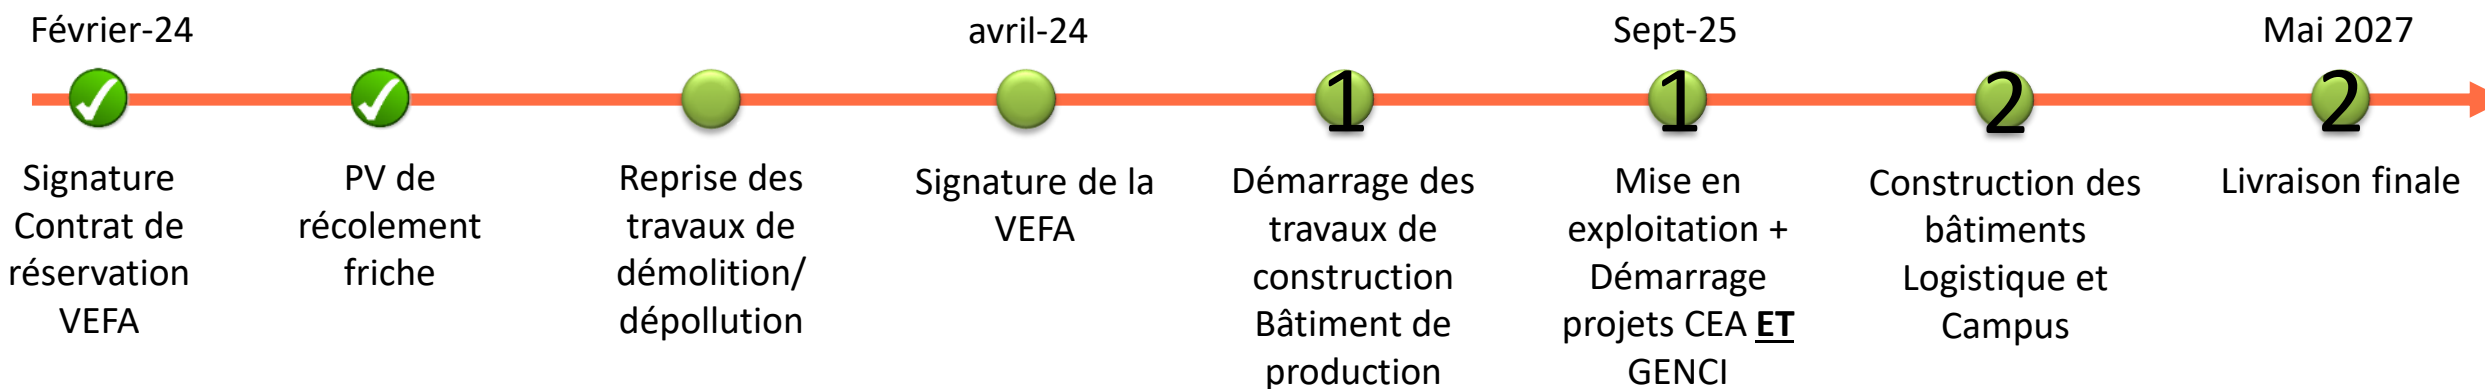 Février-24
avril-24
Sept-25
Mai 2027
1
1
2
2
Signature
Contrat de
réservation
VEFA
PV de
récolement
friche
Reprise des
travaux de
démolition/
dépollution
Signature de la
VEFA
Démarrage des
travaux de
construction
Bâtiment de
production
Mise en
exploitation +
Démarrage
projets CEA ET
GENCI
Construction des
bâtiments
Logistique et
Campus
Livraison finale